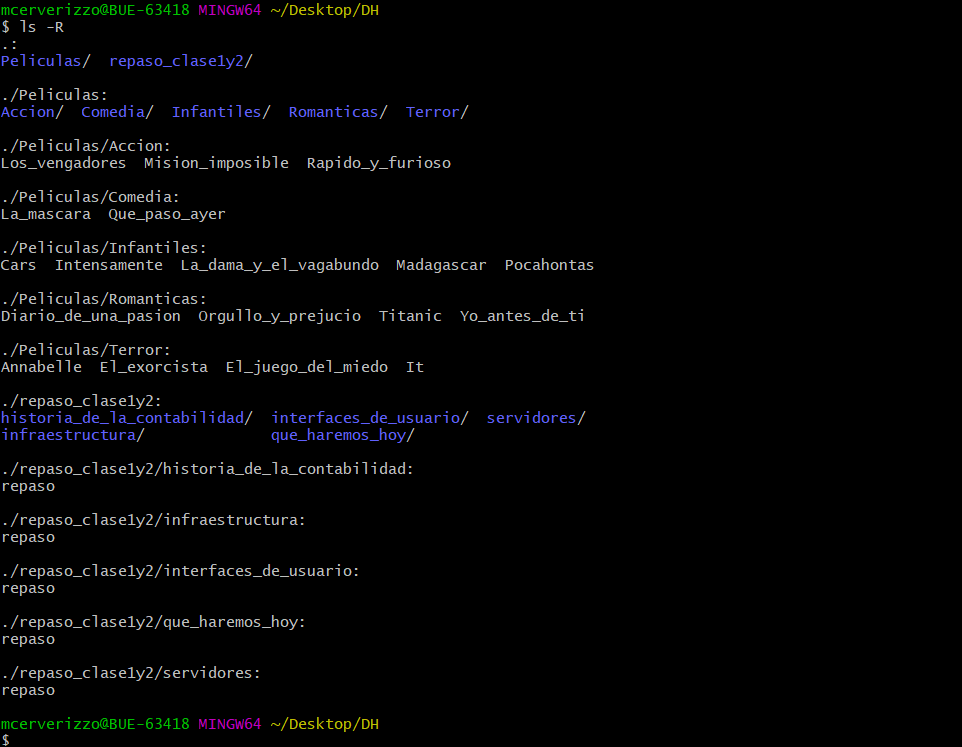 mcerverizzo@BUE-63418 MINGW64 ~/Desktop/DH
$ ls -R
.:
Peliculas/  repaso_clase1y2/

./Peliculas:
Accion/  Comedia/  Infantiles/  Romanticas/  Terror/

./Peliculas/Accion:
Los_vengadores  Mision_imposible  Rapido_y_furioso

./Peliculas/Comedia:
La_mascara  Que_paso_ayer

./Peliculas/Infantiles:
Cars  Intensamente  La_dama_y_el_vagabundo  Madagascar  Pocahontas

./Peliculas/Romanticas:
Diario_de_una_pasion  Orgullo_y_prejucio  Titanic  Yo_antes_de_ti

./Peliculas/Terror:
Annabelle  El_exorcista  El_juego_del_miedo  It

./repaso_clase1y2:
historia_de_la_contabilidad/  interfaces_de_usuario/  servidores/
infraestructura/              que_haremos_hoy/

./repaso_clase1y2/historia_de_la_contabilidad:
repaso

./repaso_clase1y2/infraestructura:
repaso

./repaso_clase1y2/interfaces_de_usuario:
repaso

./repaso_clase1y2/que_haremos_hoy:
repaso

./repaso_clase1y2/servidores:
repaso

mcerverizzo@BUE-63418 MINGW64 ~/Desktop/DH
$